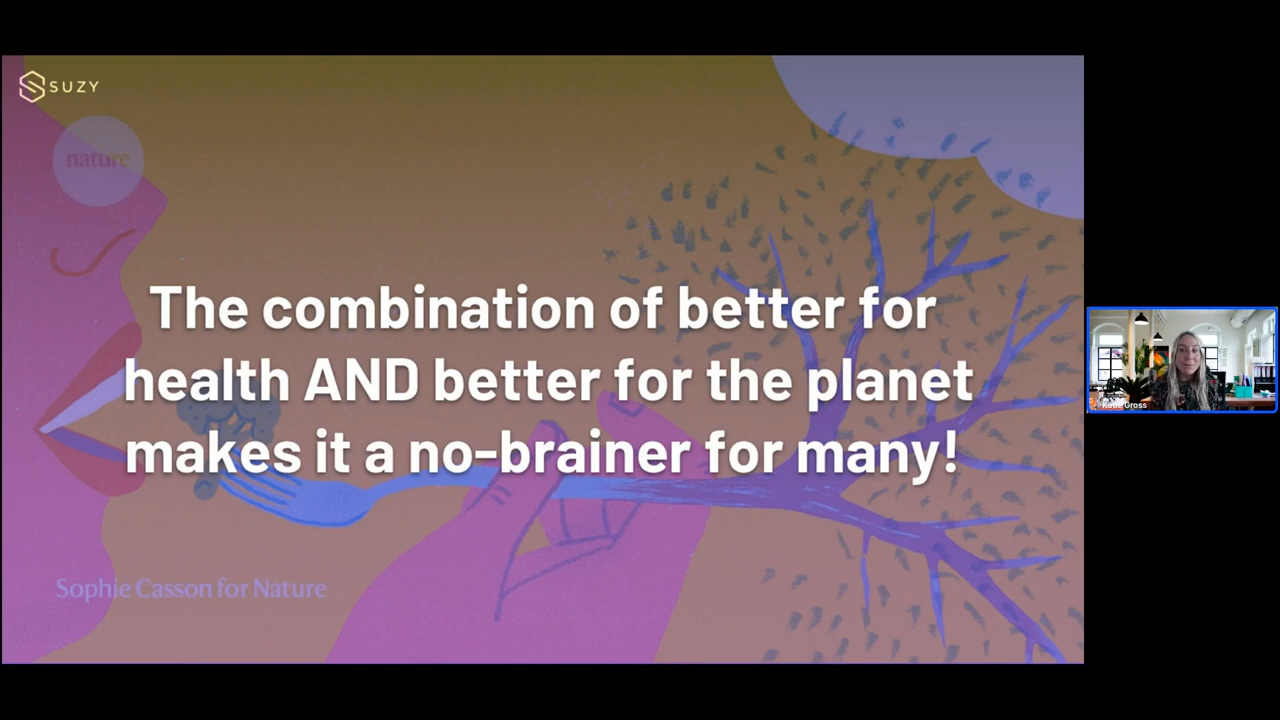 SUZY
nature
The combination of better for
health AND better for the planet
makes it a no-brainer for many!
Sophie Casson for Nature
Katie Gross